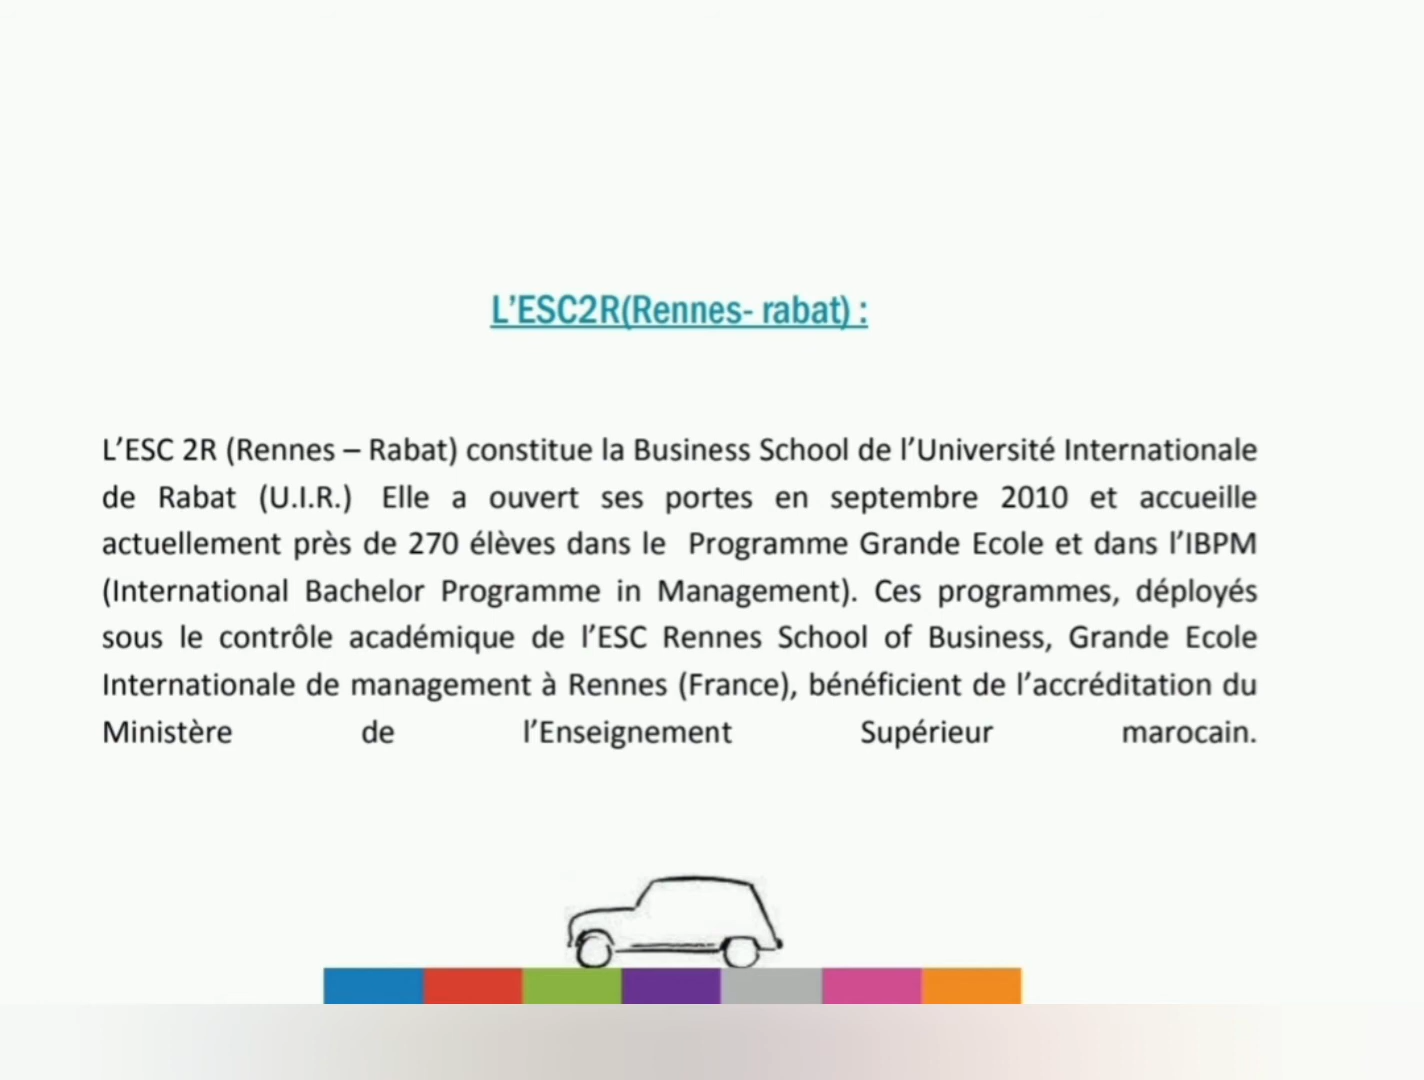 L'ESC2R(Rennes- rabat) :
L'ESC 2R (Rennes – Rabat) constitue la Business School de l'Université Internationale
de Rabat (U.I.R.) Elle a ouvert ses portes en septembre 2010 et accueille
actuellement près de 270 élèves dans le Programme Grande Ecole et dans l'IBPM
(International Bachelor Programme in Management). Ces programmes, déployés
sous le contrôle académique de l'ESC Rennes School of Business, Grande Ecole
Internationale de management à Rennes (France), bénéficient de l'accréditation du
Ministère de l'Enseignement Supérieur marocain.